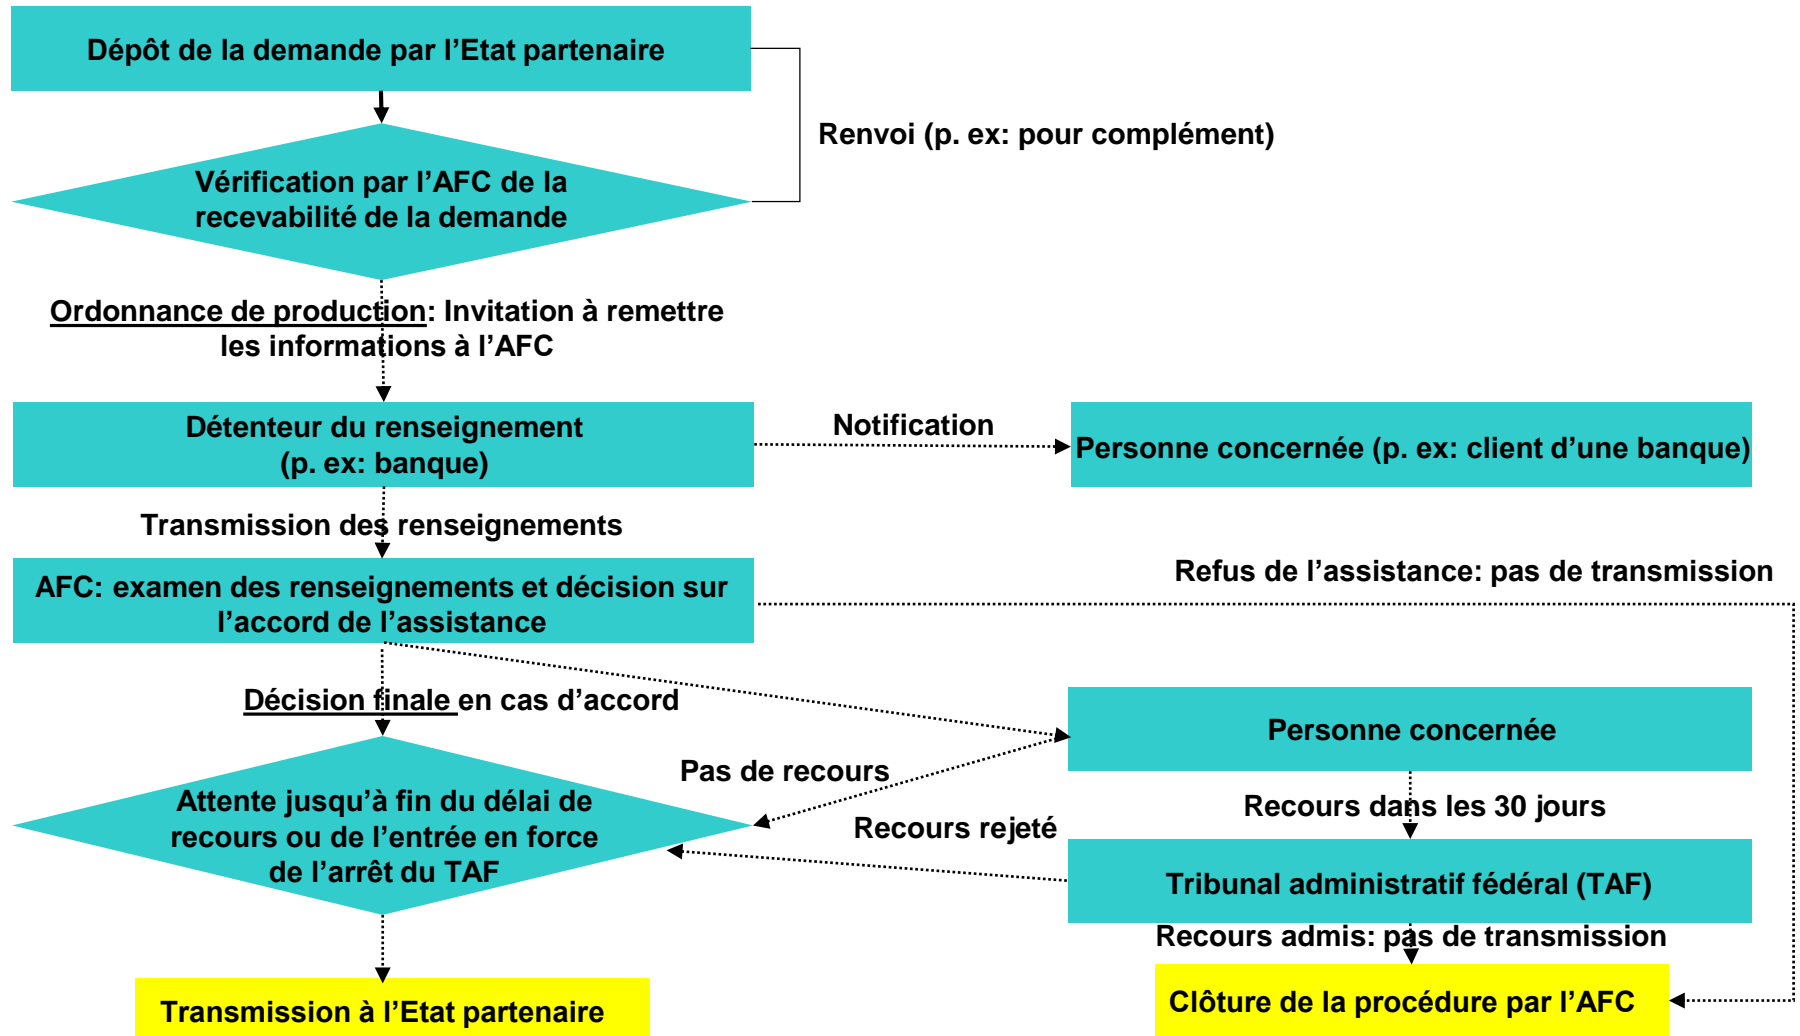 Dépôt de la demande par l’Etat partenaire
Renvoi (p. ex: pour complément)
Vérification par l’AFC de la
recevabilité de la demande
Ordonnance de production: Invitation à remettre
les informations à l’AFC
Détenteur du renseignement
(p. ex: banque)
Notification
Personne concernée (p. ex: client d’une banque)
Transmission des renseignements
AFC: examen des renseignements et décision sur
l’accord de l’assistance
Refus de l’assistance: pas de transmission
Décision finale en cas d’accord
Personne concernée
Pas de recours
Attente jusqu’à fin du délai de
recours ou de l’entrée en force
de l’arrêt du TAF
Recours dans les 30 jours
Recours rejeté
Tribunal administratif fédéral (TAF)
Recours admis: pas de transmission
Transmission à l’Etat partenaire
Clôture de la procédure par l’AFC